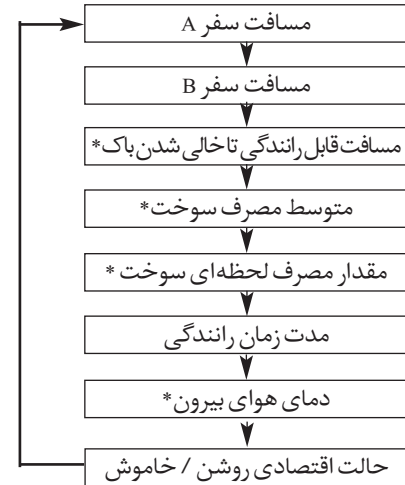 مسافت سفر A
مسافت سفر B
مسافت قابل رانندگی تا خالی شدن باک*
متوسط مصرف سوخت*
مقدار مصرف لحظه‌ای سوخت *
مدت زمان رانندگی
دمای هوای بیرون*
حالت اقتصادی روشن / خاموش